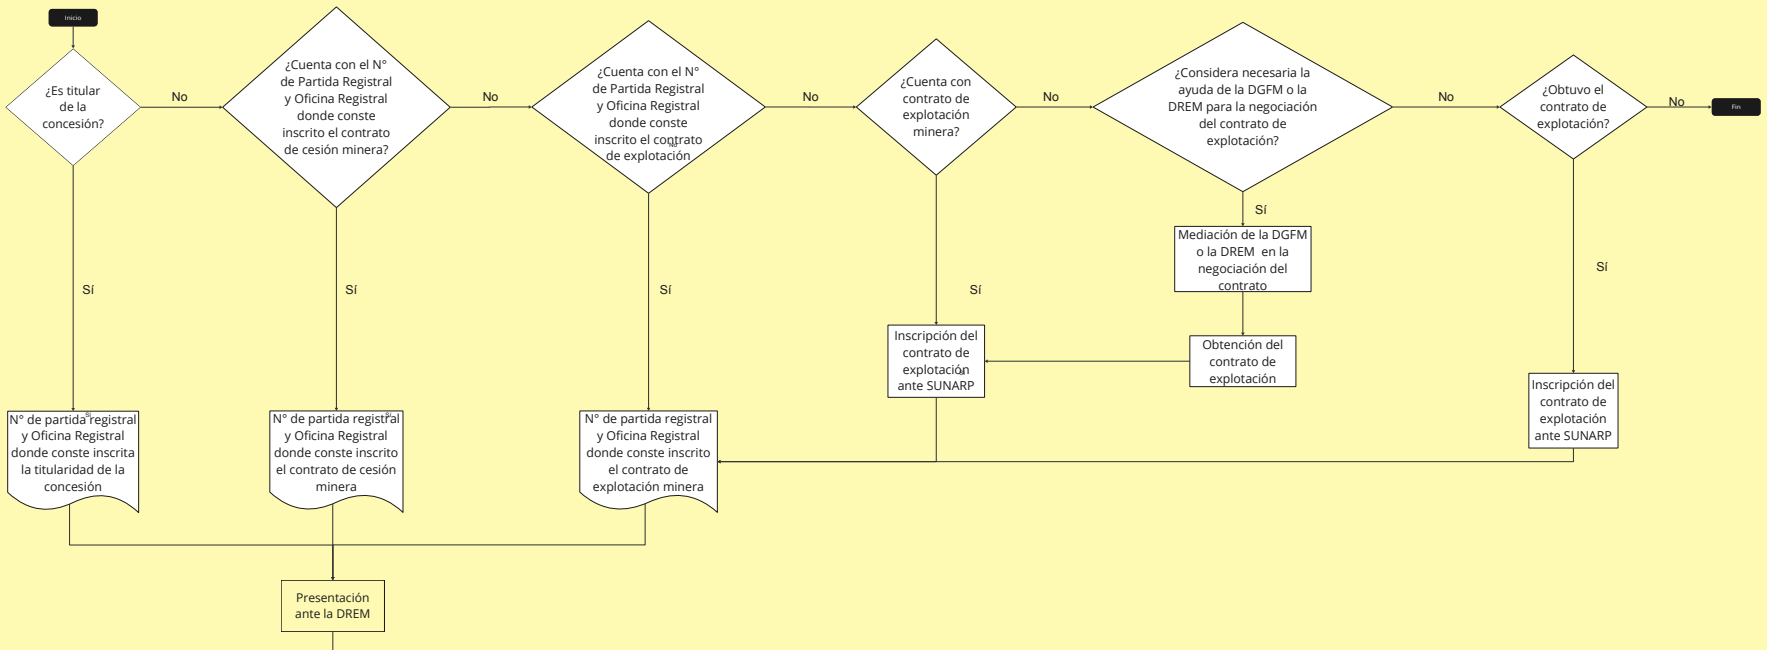 Inicio
¿Es titular
de la
concesión?
No
¿Cuenta con el N°
de Partida Registral
y Oficina Registral
donde conste
inscrito el contrato
de cesión minera?
No
¿Cuenta con el N°
de Partida Registral
y Oficina Registral
donde conste
inscrito el contrato
de explotación
No
¿Cuenta con
contrato de
explotación
minera?
No
¿Considera necesaria la
ayuda de la DGFM o la
DREM para la negociación
del contrato de
explotación?
No
¿Obtuvo el
contrato de
explotación?
No
Fin
Sí
Sí
Sí
Sí
Sí
Mediación de la DGFM
o la DREM  en la
negociación del
contrato
Sí
Inscripción del
contrato de
explotación
ante SUNARP
Obtención del
contrato de
explotación
Inscripción del
contrato de
explotación
ante SUNARP
N° de partida registral
y Oficina Registral
donde conste inscrita
la titularidad de la
concesión
N° de partida registral
y Oficina Registral
donde conste inscrito
el contrato de cesión
minera
N° de partida registral
y Oficina Registral
donde conste inscrito
el contrato de
explotación minera
Presentación
ante la DREM